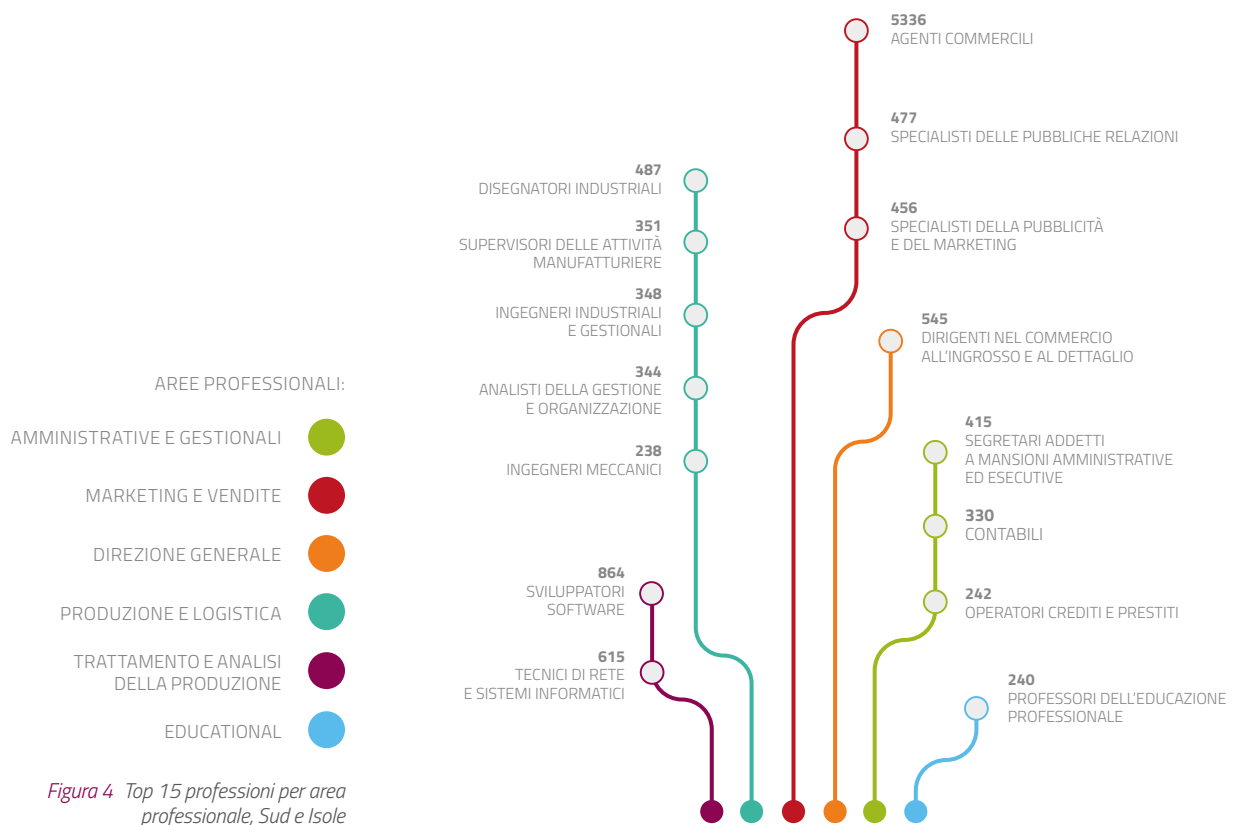 5336
AGENTI COMMERCILI
477
SPECIALISTI DELLE PUBBLICHE RELAZIONI
456
SPECIALISTI DELLA PUBBLICITÀ
E DEL MARKETING
487
DISEGNATORI INDUSTRIALI
351
SUPERVISORI DELLE ATTIVITÀ
MANUFATTURIERE
348
INGEGNERI INDUSTRIALI
E GESTIONALI
344
ANALISTI DELLA GESTIONE
E ORGANIZZAZIONE
238
INGEGNERI MECCANICI
545
DIRIGENTI NEL COMMERCIO
ALL'INGROSSO E AL DETTAGLIO
415
SEGRETARI ADDETTI
A MANSIONI AMMINISTRATIVE
ED ESECUTIVE
330
CONTABILI
242
OPERATORI CREDITI E PRESTITI
864
SVILUPPATORI
SOFTWARE
615
TECNICI DI RETE
E SISTEMI INFORMATICI
240
PROFESSORI DELL'EDUCAZIONE
PROFESSIONALE
AREE PROFESSIONALI:
AMMINISTRATIVE E GESTIONALI
MARKETING E VENDITE
DIREZIONE GENERALE
PRODUZIONE E LOGISTICA
TRATTAMENTO E ANALISI
DELLA PRODUZIONE
EDUCATIONAL
Figura 4 Top 15 professioni per area
professionale, Sud e Isole